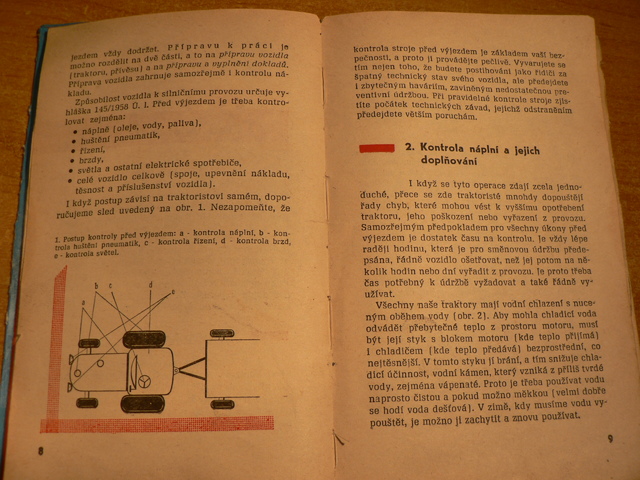 jezdem vždy dodržet. Přípravu k práci je
možno rozdělit na dvě části, a to na přípravu vozidla
(traktoru, přívěsu) a na přípravu a vyplnění dokladů.
Příprava vozidla zahrnuje samozřejmě i kontrolu ná-
kladu.
Způsobilost vozidla k silničnímu provozu určuje vy-
hláška 145/1956 Ú. l. Před výjezdem je třeba kontro-
lovat zejména:
• náplně (oleje, vody, paliva),
• huštění pneumatik,
• řízení,
• brzdy,
• světla a ostatní elektrické spotřebiče,
• celé vozidlo celkově (spoje, upevnění nákladu,
těsnost a příslušenství vozidla).
I když postup závisí na traktoristovi samém, dopo-
ručujeme sled uvedený na obr. 1. Nezapomeňte, že
1. Postup kontroly před výjezdem: a - kontrola náplní, b - kon-
trola huštění pneumatik, c - kontrola řízení, d - kontrola brzd,
e - kontrola světel.
a b c d e
8
kontrola stroje před výjezdem je základem vaší bez-
pečnosti, a proto ji provádějte pečlivě. Vyvarujete se
tím nejen toho, že budete postihováni jako řidiči za
špatný technický stav svého vozidla, ale předejdete
i zbytečným haváriím, zaviněným nedostatečnou pre-
ventivní údržbou. Při pravidelné kontrole stroje zjis-
títe počátek technických závad, jejichž odstraněním
předejdete větším poruchám.
2. Kontrola náplní a jejich
doplňování
I když se tyto operace zdají zcela jedno-
duché, přece se zde traktoristé mnohdy dopouštějí
řady chyb, které mohou vést k vyššímu opotřebení
traktoru, jeho poškození nebo vyřazení z provozu.
Samozřejmým předpokladem pro všechny úkony před
výjezdem je dostatek času na kontrolu. Je vždy lépe
raději hodinu, která je pro směnovou údržbu přede-
psána, řádně vozidlo ošetřovat, než jej potom na ně-
kolik hodin nebo dní vyřadit z provozu. Je proto třeba
čas potřebný k údržbě vyžadovat a také řádně vy-
užívat.
Všechny naše traktory mají vodní chlazení s nuce-
ným oběhem vody (obr. 2). Aby mohla chladicí voda
odvádět přebytečné teplo z prostoru motoru, musí
být její styk s blokem motoru (kde teplo přijímá)
i chladičem (kde teplo předává) bezprostřední, co
nejtěsnější. V tomto styku jí brání, a tím snižuje chla-
dicí účinnost, vodní kámen, který vzniká z příliš tvrdé
vody, zejména vápenaté. Proto je třeba používat vodu
naprosto čistou a pokud možno měkkou (velmi dobře
se hodí voda dešťová). V zimě, kdy musíme vodu vy-
pouštět, je možno ji zachytit a znovu používat.
9